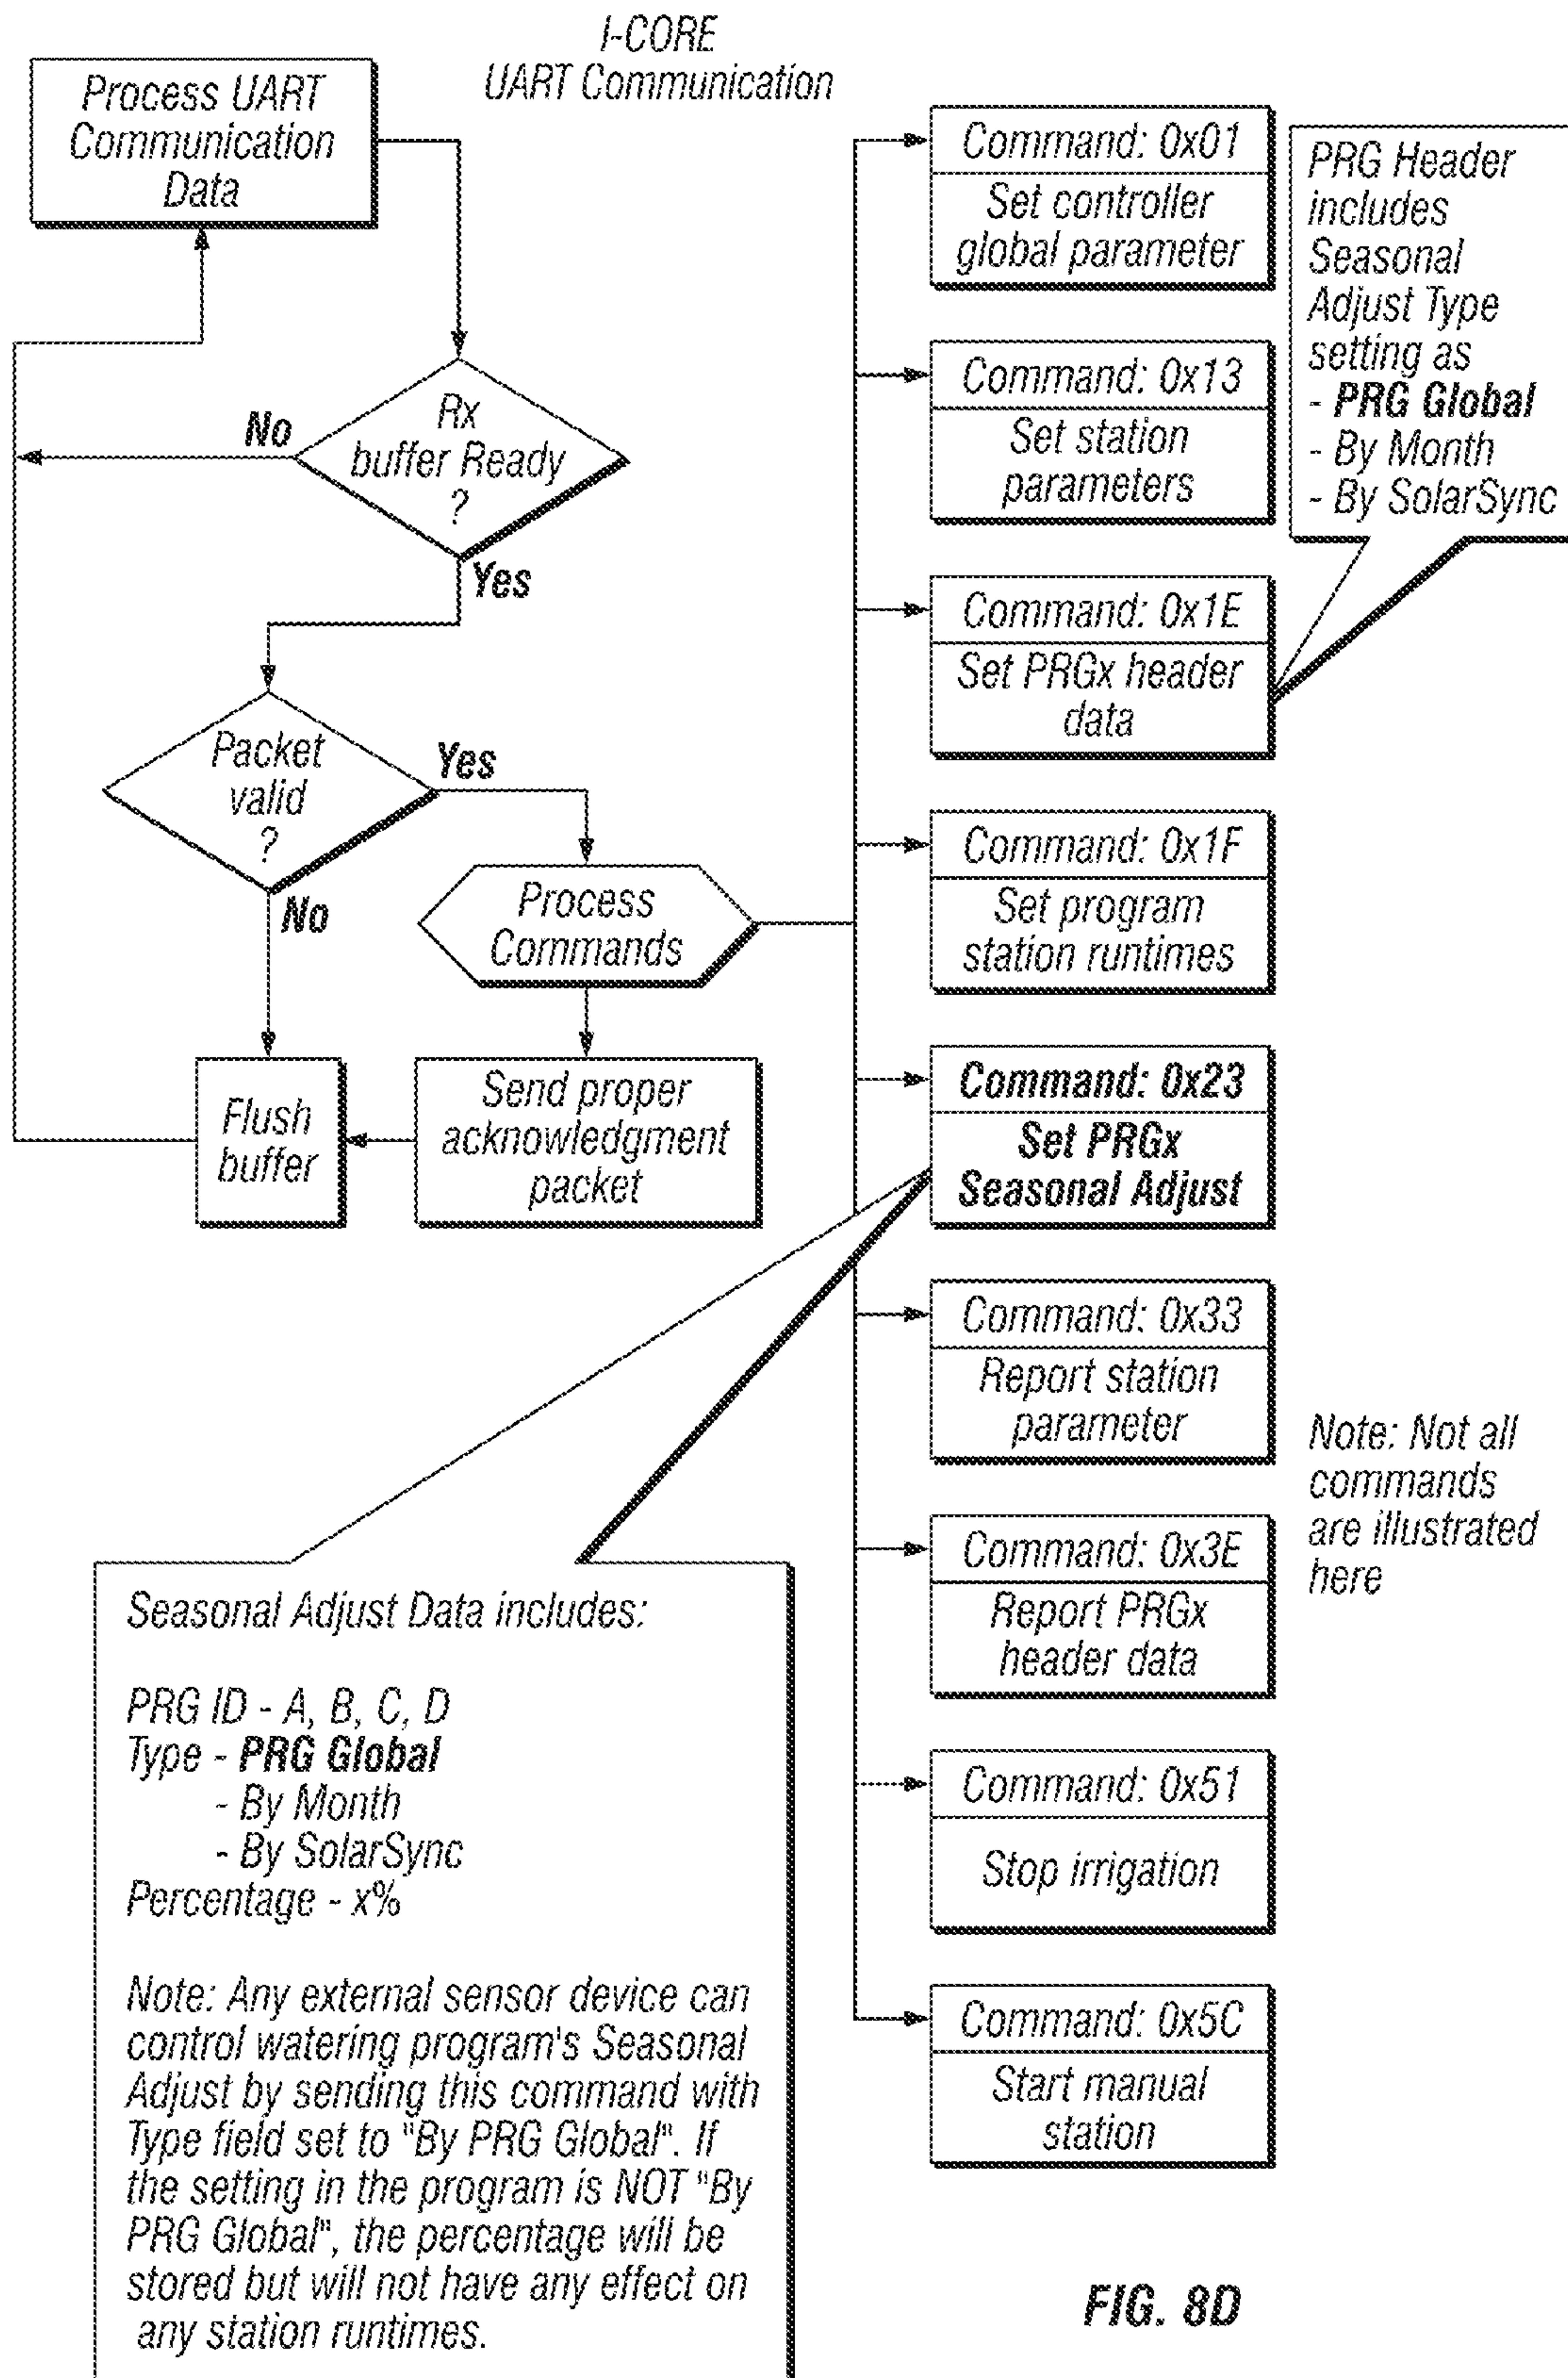 I-CORE
UART Communication
Process UART
Communication
Data
Rx
buffer Ready
?
No
Yes
Packet
valid
?
Yes
No
Process
Commands
Flush
buffer
Send proper
acknowledgment
packet
Command: 0x01
Set controller
global parameter
Command: 0x13
Set station
parameters
Command: 0x1E
Set PRGx header
data
Command: 0x1F
Set program
station runtimes
Command: 0x23
Set PRGx
Seasonal Adjust
Command: 0x33
Report station
parameter
Command: 0x3E
Report PRGx
header data
Command: 0x51
Stop irrigation
Command: 0x5C
Start manual
station
PRG Header
includes
Seasonal
Adjust Type
setting as
- PRG Global
- By Month
- By SolarSync
Note: Not all
commands
are illustrated
here
Seasonal Adjust Data includes:
PRG ID - A, B, C, D
Type - PRG Global
- By Month
- By SolarSync
Percentage - x%
Note: Any external sensor device can
control watering program's Seasonal
Adjust by sending this command with
Type field set to "By PRG Global". If
the setting in the program is NOT "By
PRG Global", the percentage will be
stored but will not have any effect on
any station runtimes.
FIG. 8D